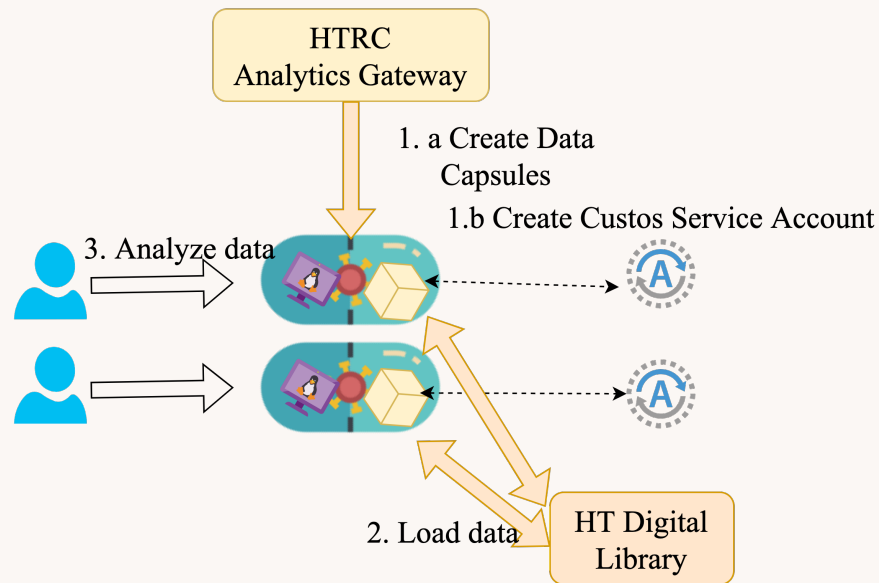 HTRC
Analytics Gateway
1. a Create Data
Capsules
1.b Create Custos Service Account
3. Analyze data
A
A
2. Load data
HT Digital
Library